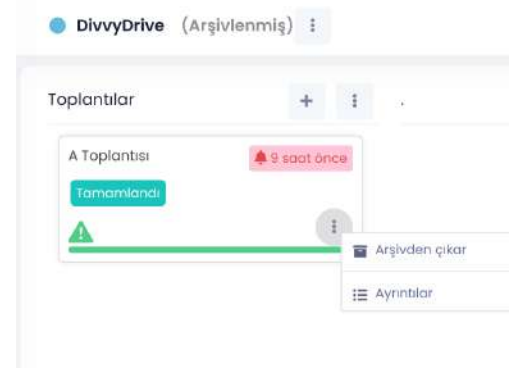 DivvyDrive (Arşivlenmiş)
Toplantılar
A Toplantısı
9 saat önce
Tamamlandı
Arşivden çıkar
Ayrıntılar